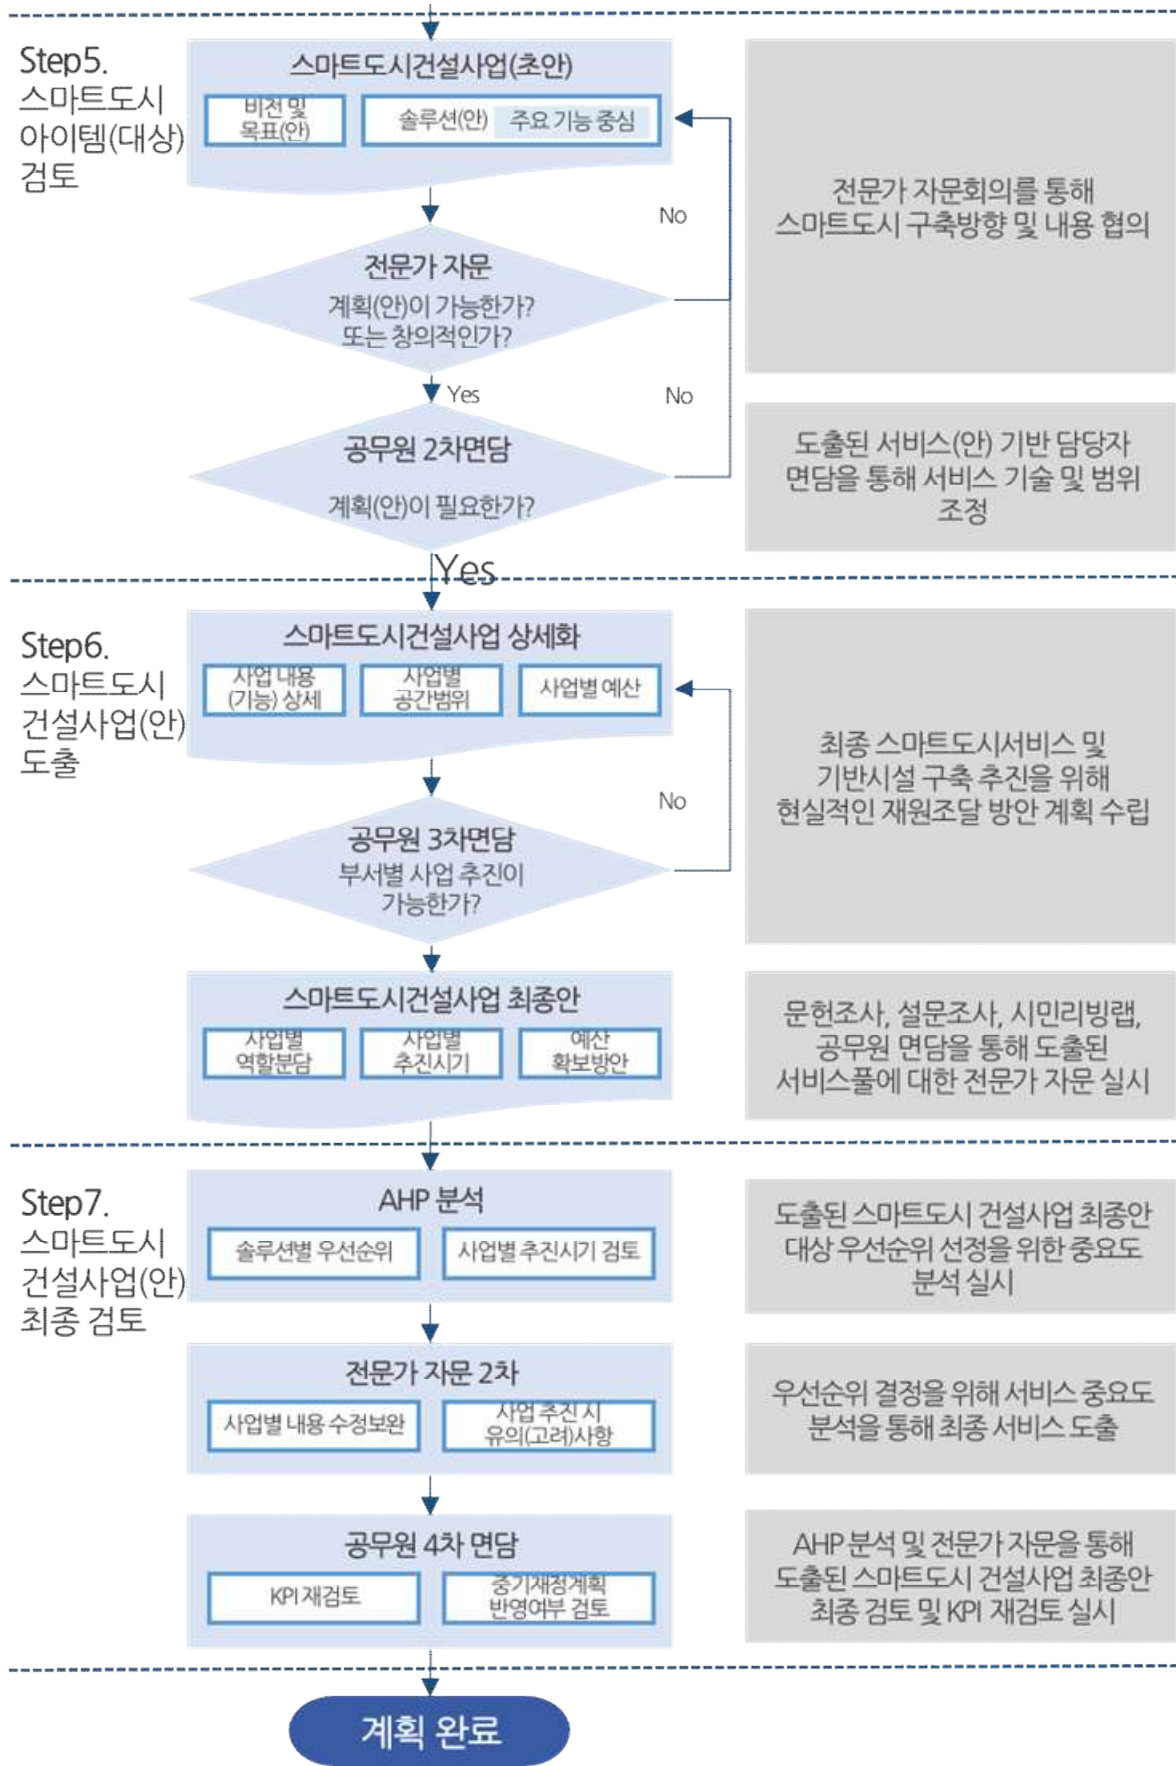 Step5.
스마트도시
아이템(대상)
검토
스마트도시건설사업(초안)
비전 및
목표(안)
솔루션(안) 주요 기능 중심
No
전문가 자문
계획(안)이 가능한가?
또는 창의적인가?
Yes
No
공무원 2차면담
계획(안)이 필요한가?
Yes
전문가 자문회의를 통해
스마트도시 구축방향 및 내용 협의
도출된 서비스(안) 기반 담당자
면담을 통해 서비스 기술 및 범위
조정
Step6.
스마트도시
건설사업(안)
도출
스마트도시건설사업 상세화
사업 내용
(기능) 상세
사업별
공간범위
사업별 예산
No
공무원 3차면담
부서별 사업 추진이
가능한가?
스마트도시건설사업 최종안
사업별
역할분담
사업별
추진시기
예산
확보방안
최종 스마트도시서비스 및
기반시설 구축 추진을 위해
현실적인 재원조달 방안 계획 수립
문헌조사, 설문조사, 시민리빙랩,
공무원 면담을 통해 도출된
서비스풀에 대한 전문가 자문 실시
Step7.
스마트도시
건설사업(안)
최종 검토
AHP 분석
솔루션별 우선순위
사업별 추진시기 검토
전문가 자문 2차
사업별 내용 수정보완
사업 추진 시
유의(고려)사항
공무원 4차 면담
KPI 재검토
중기재정계획
반영여부 검토
도출된 스마트도시 건설사업 최종안
대상 우선순위 선정을 위한 중요도
분석 실시
우선순위 결정을 위해 서비스 중요도
분석을 통해 최종 서비스 도출
AHP 분석 및 전문가 자문을 통해
도출된 스마트도시 건설사업 최종안
최종 검토 및 KPI 재검토 실시
계획 완료